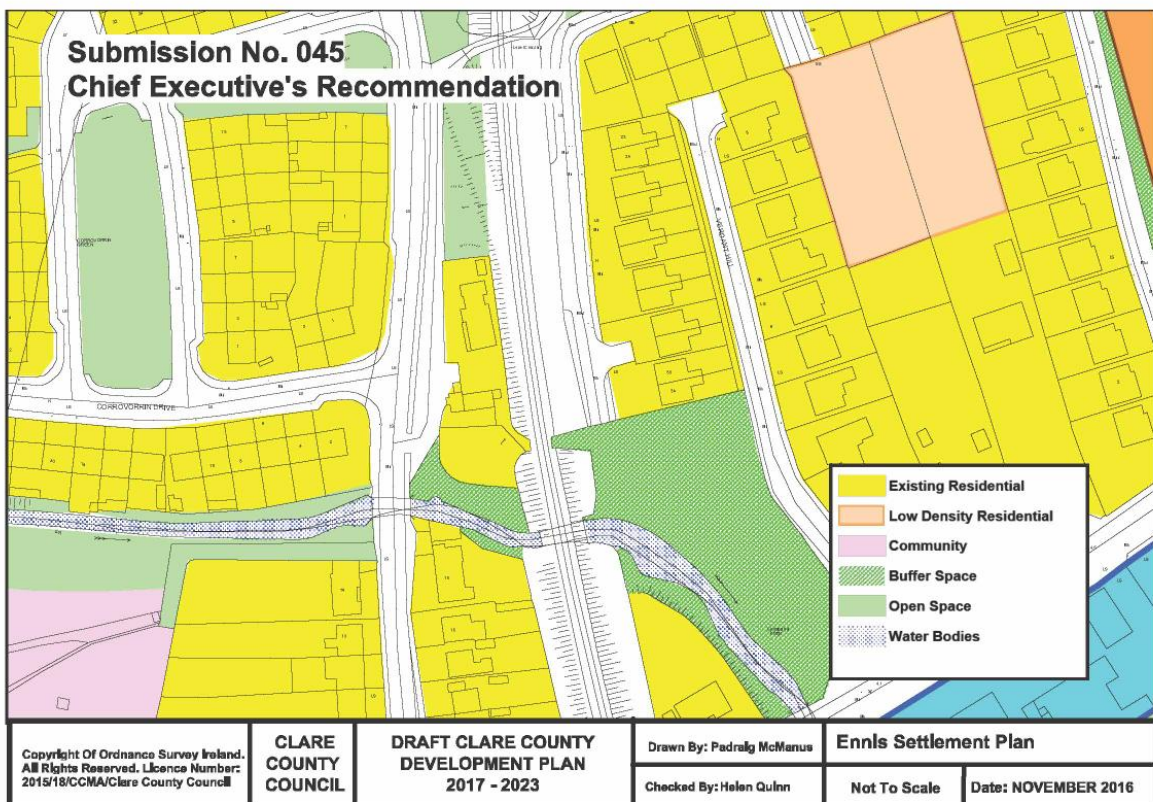 Submission No. 045
Chief Executive's Recommendation
VERDANT HILL
CORROVORRIN DRIVE
Existing Residential
Low Density Residential
Community
Buffer Space
Open Space
Water Bodies
Copyright Of Ordnance Survey Ireland.
All Rights Reserved. Licence Number:
2015/18/CCMA/Clare County Council
CLARE
COUNTY
COUNCIL
DRAFT CLARE COUNTY
DEVELOPMENT PLAN
2017 - 2023
Drawn By: Padraig McManus
Checked By: Helen Quinn
Ennis Settlement Plan
Not To Scale
Date: NOVEMBER 2016